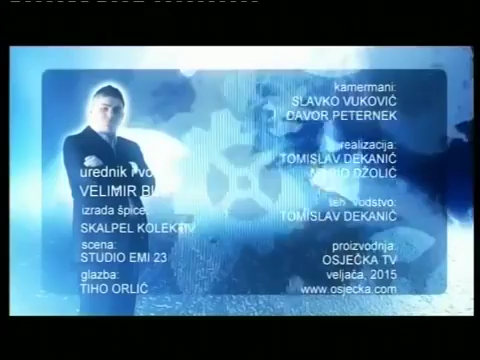 urednik i vo
VELIMIR
izrada špice:
SKALPEL KOLEKTIV
scena:
STUDIO EMI 23
glazba:
TIHO ORLIĆ
kamermani:
SLAVKO VUKOVIĆ
DAVOR PETERNEK
realizacija:
TOMISLAV DEKANIĆ
DŽOLIĆ
vodstvo:
TOMISLAV DEKANIĆ
proizvodnja:
OSJEČKA TV
veljača, 2015
www.osjecka.com